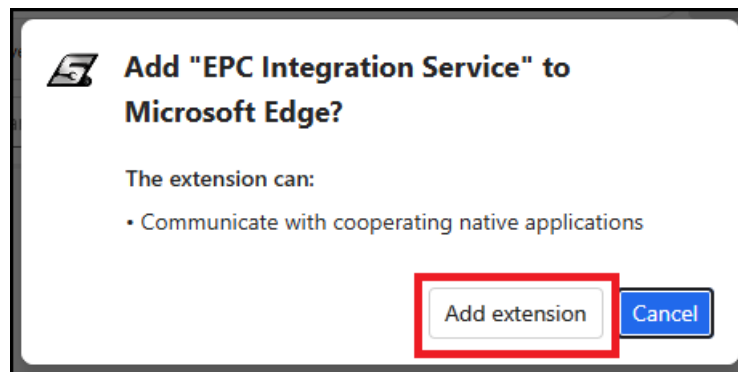 Add "EPC Integration Service" to
Microsoft Edge?
The extension can:
• Communicate with cooperating native applications
Add extension
Cancel